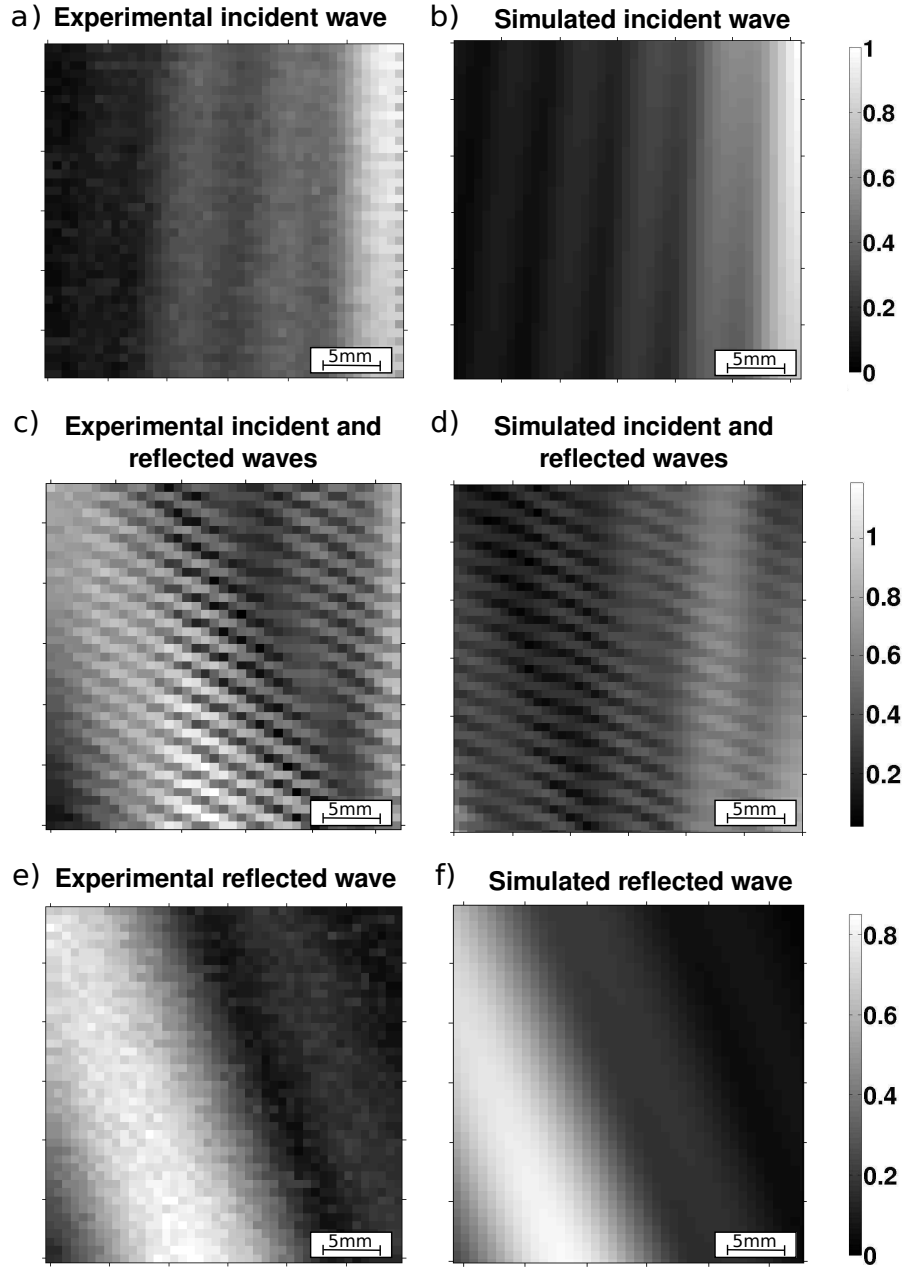 a) Experimental incident wave
b) Simulated incident wave
5mm
5mm
1
0.8
0.6
0.4
0.2
0
c) Experimental incident and
reflected waves
d) Simulated incident and
reflected waves
5mm
5mm
1
0.8
0.6
0.4
0.2
e) Experimental reflected wave
f) Simulated reflected wave
5mm
5mm
0.8
0.6
0.4
0.2
0